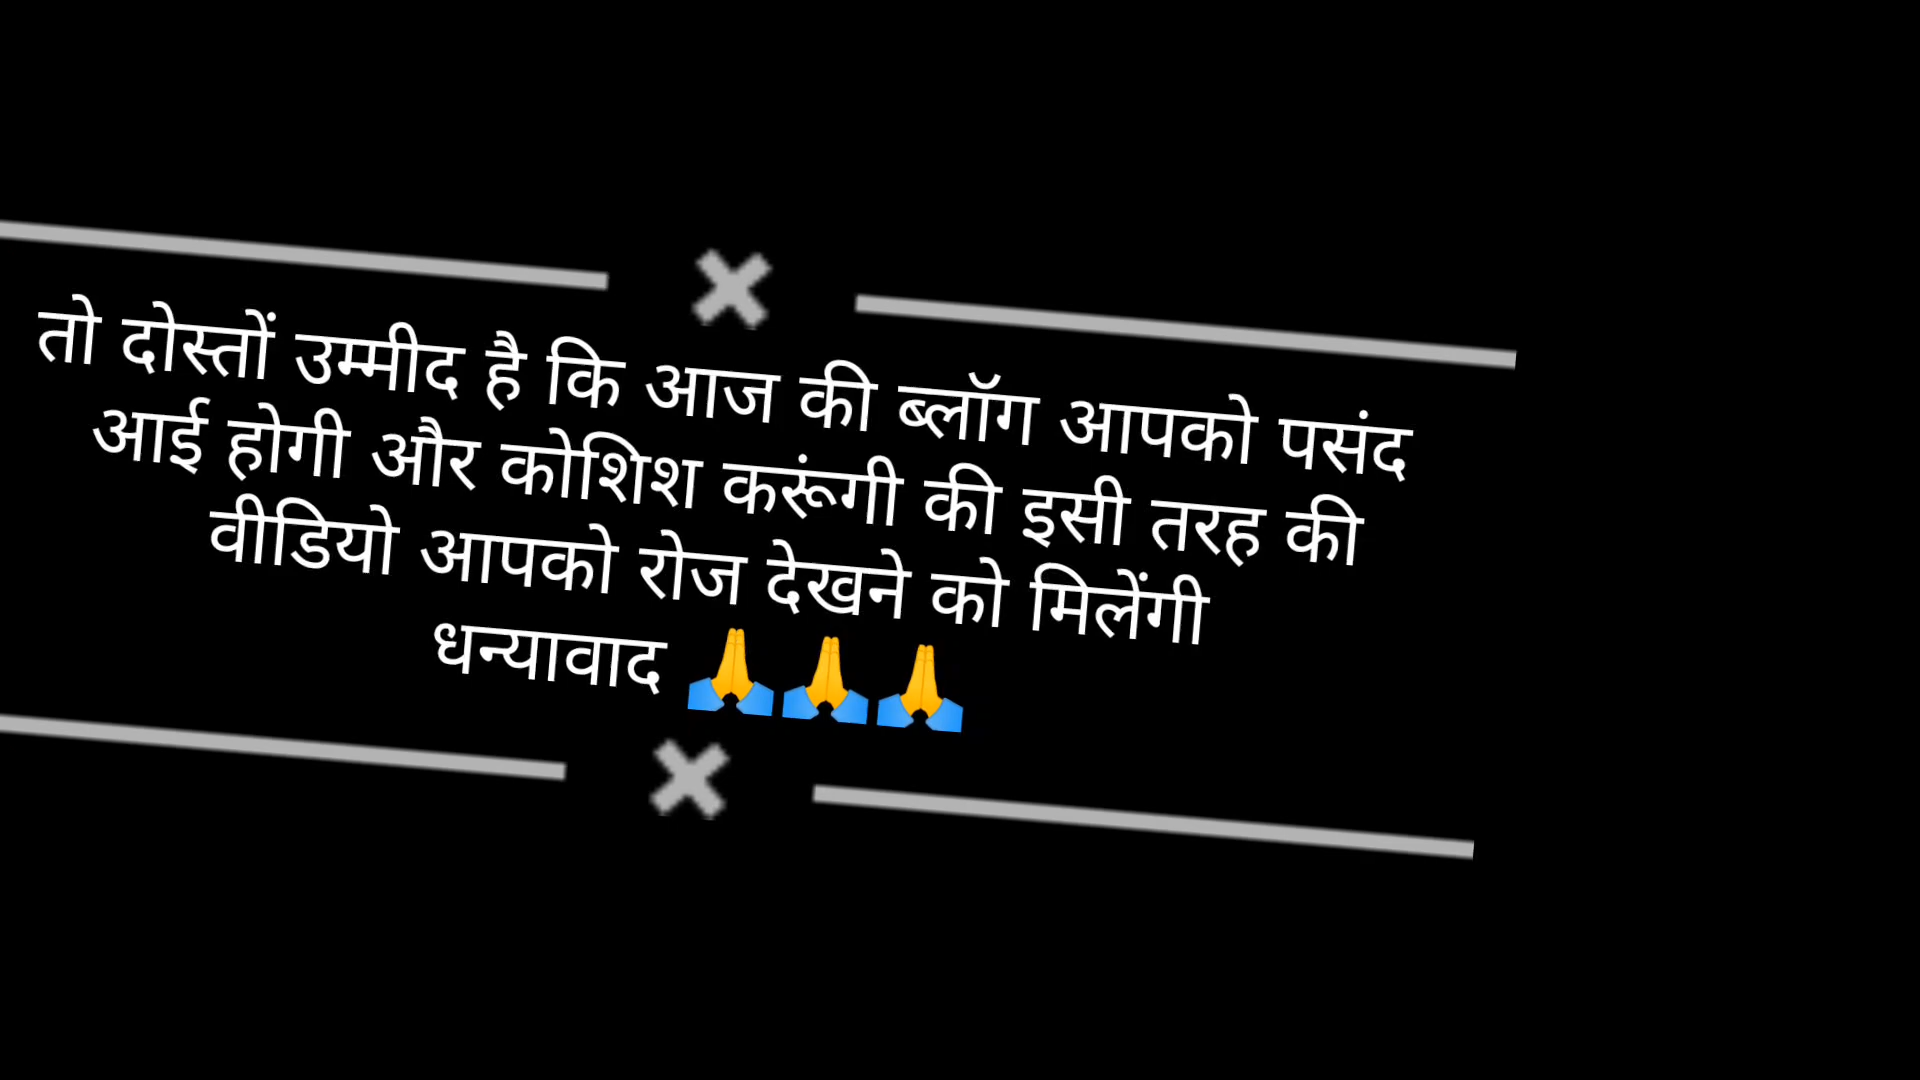 तो दोस्तों उम्मीद है कि आज की ब्लॉग आपको पसंद
आई होगी और कोशिश करूंगी की इसी तरह की
वीडियो आपको रोज देखने को मिलेंगी
धन्यावाद 🙏🙏🙏